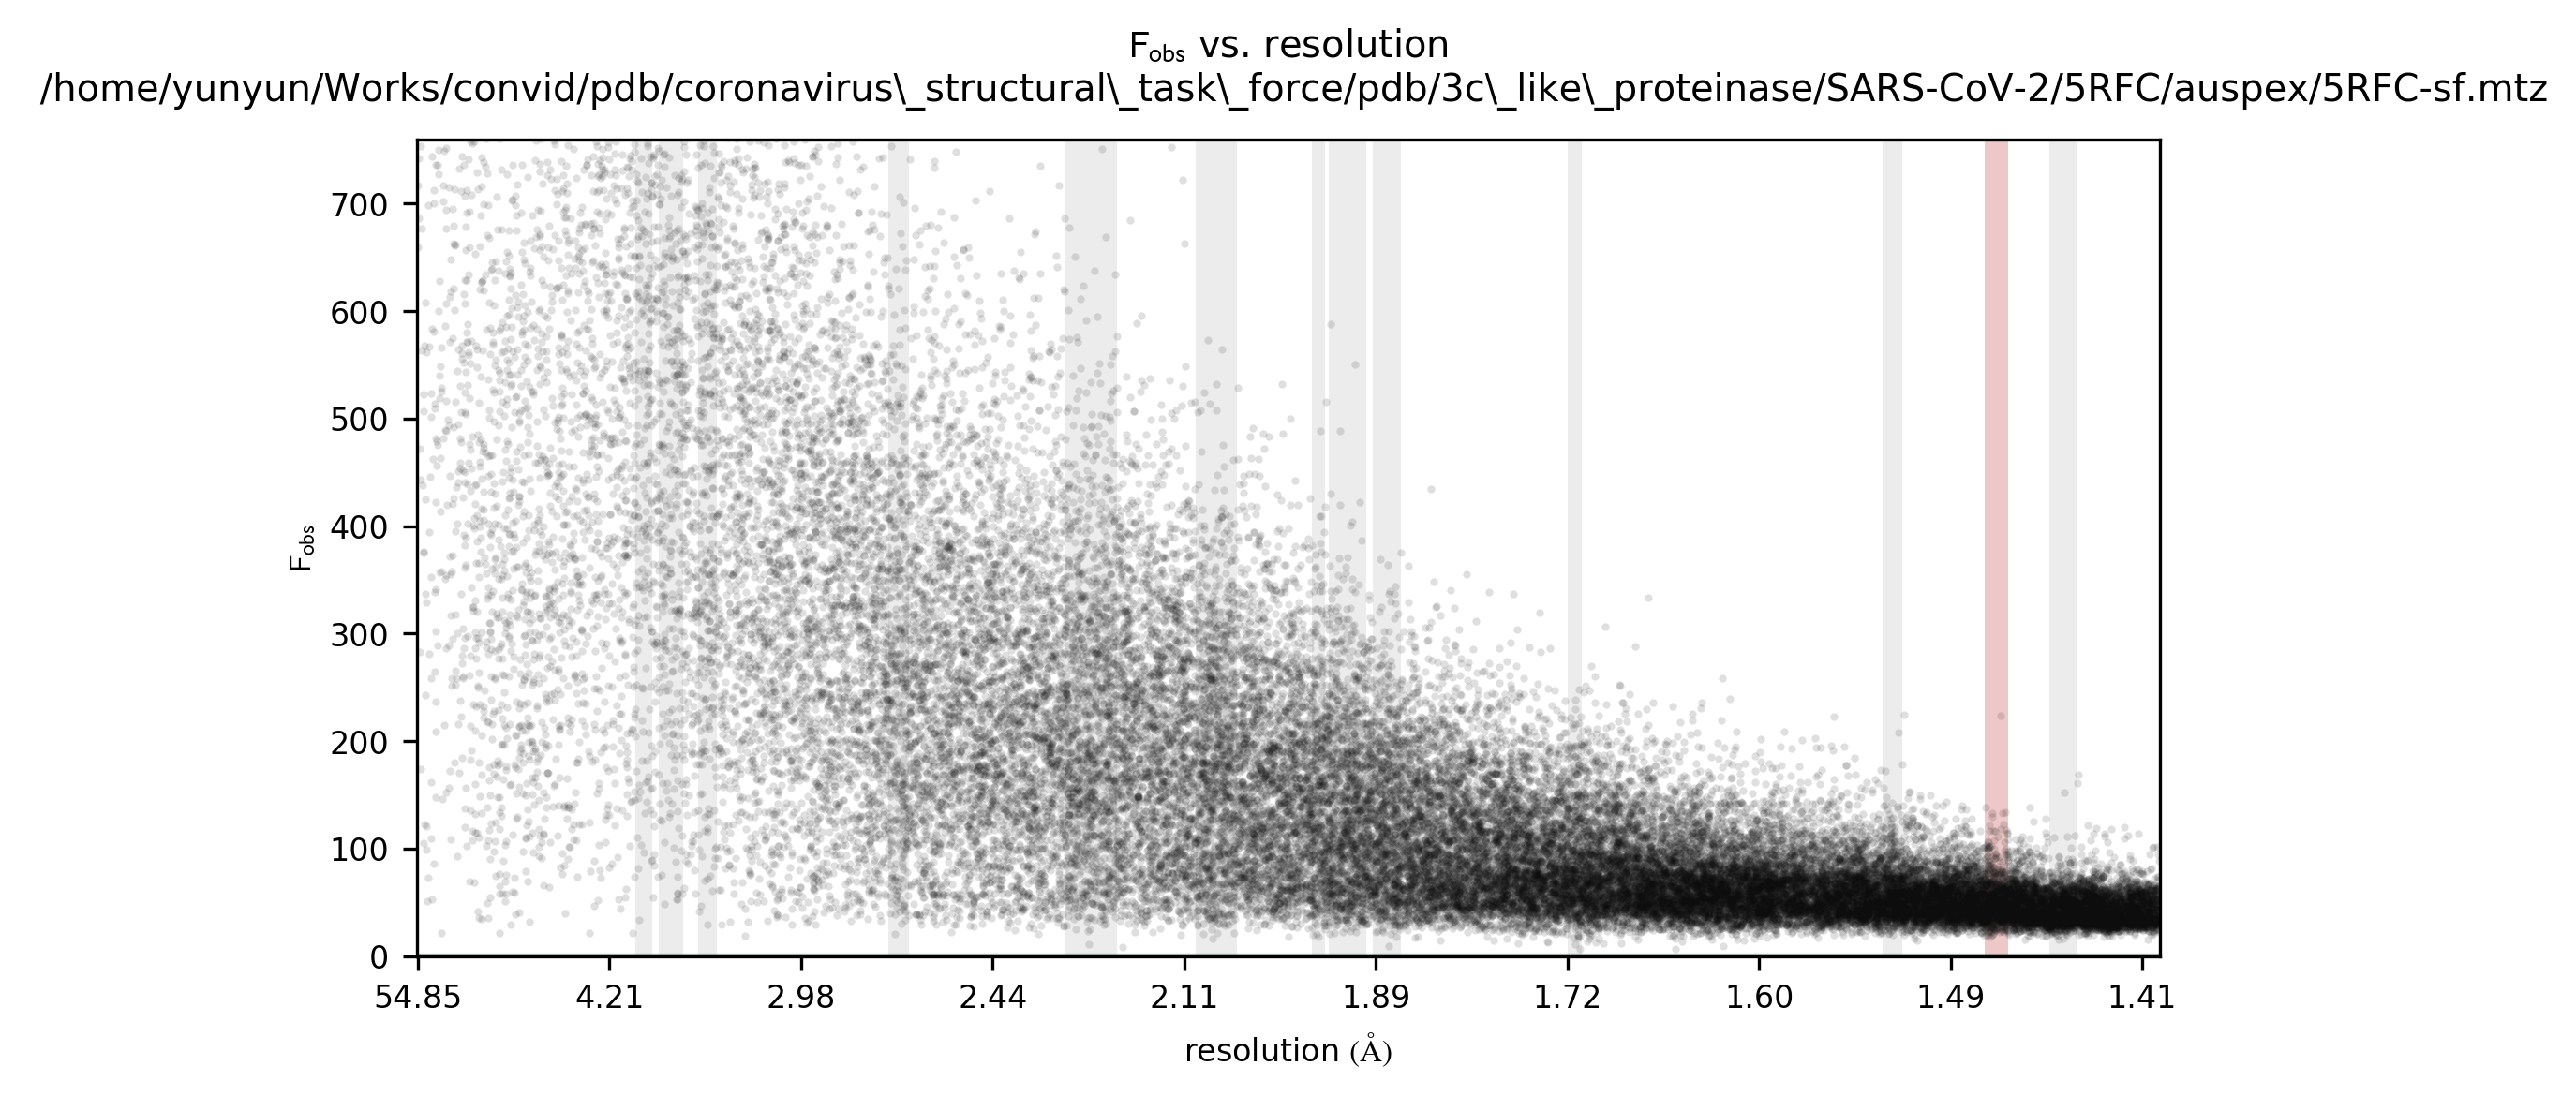 Fobs vs. resolution
/home/yunyun/Works/convid/pdb/coronavirus\_structural\_task\_force/pdb/3c\_like\_proteinase/SARS-CoV-2/5RFC/auspex/5RFC-sf.mtz
700
600
500
400
300
200
100
0
Fobs
54.85 4.21 2.98 2.44 2.11 1.89 1.72 1.60 1.49 1.41
resolution (Å)